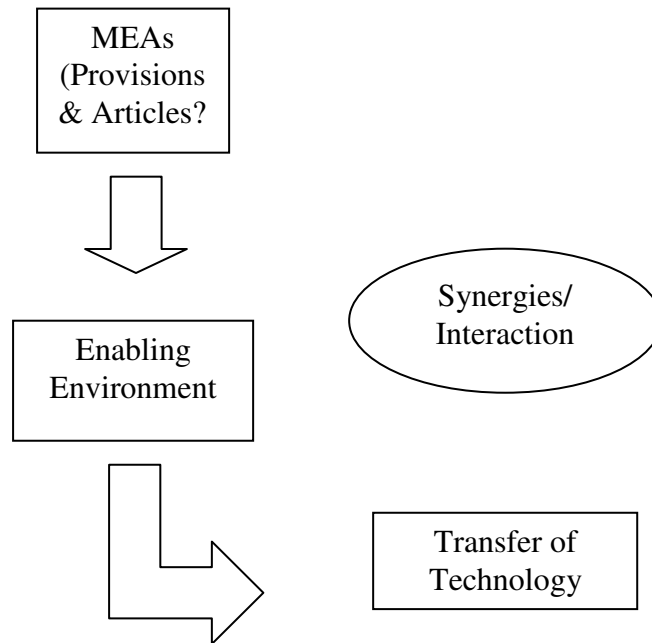 MEAs
(Provisions
& Articles?
Synergies/
Interaction
Enabling
Environment
Transfer of
Technology